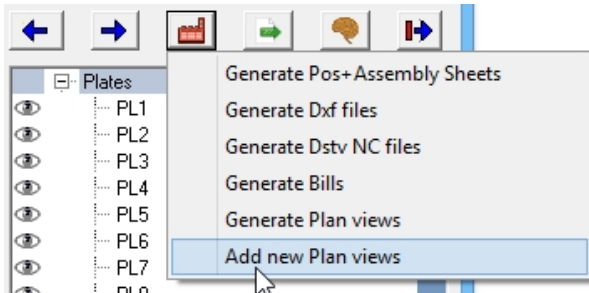 Plates
PL1
PL2
PL3
PL4
PL5
PL6
PL7
Generate Pos+Assembly Sheets
Generate Dxf files
Generate Dstv NC files
Generate Bills
Generate Plan views
Add new Plan views